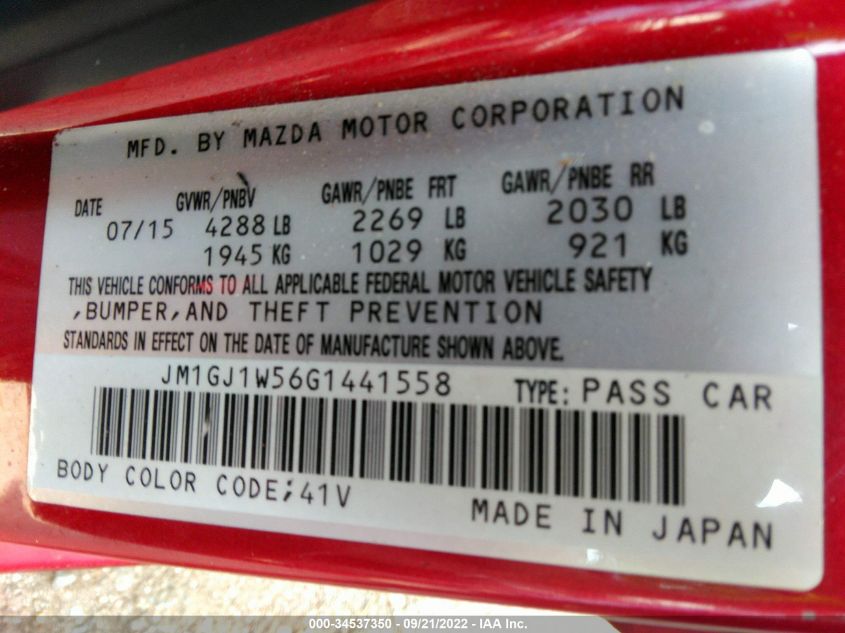 MFD. BY MAZDA MOTOR CORPORATION
DATE GVWR/PNBV GAWR/PNBE FRT GAWR/PNBE RR
07/15 4288 LB 2269 LB 2030 LB
1945 KG 1029 KG 921 KG
THIS VEHICLE CONFORMS TO ALL APPLICABLE FEDERAL MOTOR VEHICLE SAFETY
,BUMPER,AND THEFT PREVENTION
STANDARDS IN EFFECT ON THE DATE OF MANUFACTURE SHOWN ABOVE.
JM1GJ1W56G1441558 TYPE: PASS CAR
BODY COLOR CODE;41V
MADE IN JAPAN
000-34537350 - 09/21/2022 - IAA Inc.